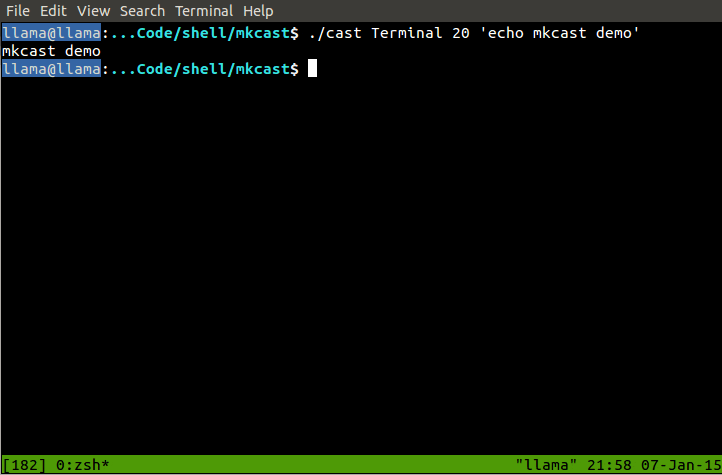 File Edit View Search Terminal Help
llama@llama:...Code/shell/mkcast$ ./cast Terminal 20 'echo mkcast demo'
mkcast demo
llama@llama:...Code/shell/mkcast$
[182] 0:zsh* "llama" 21:58 07-Jan-15